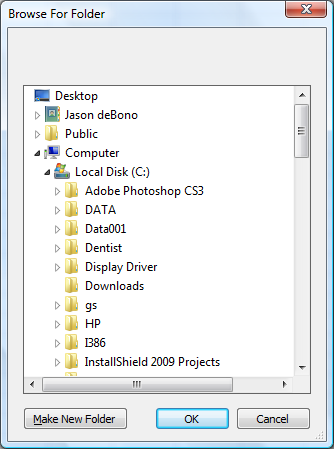 Browse For Folder
Desktop
Jason deBono
Public
Computer
Local Disk (C:)
Adobe Photoshop CS3
DATA
Data001
Dentist
Display Driver
Downloads
gs
HP
I386
InstallShield 2009 Projects
Make New Folder OK Cancel